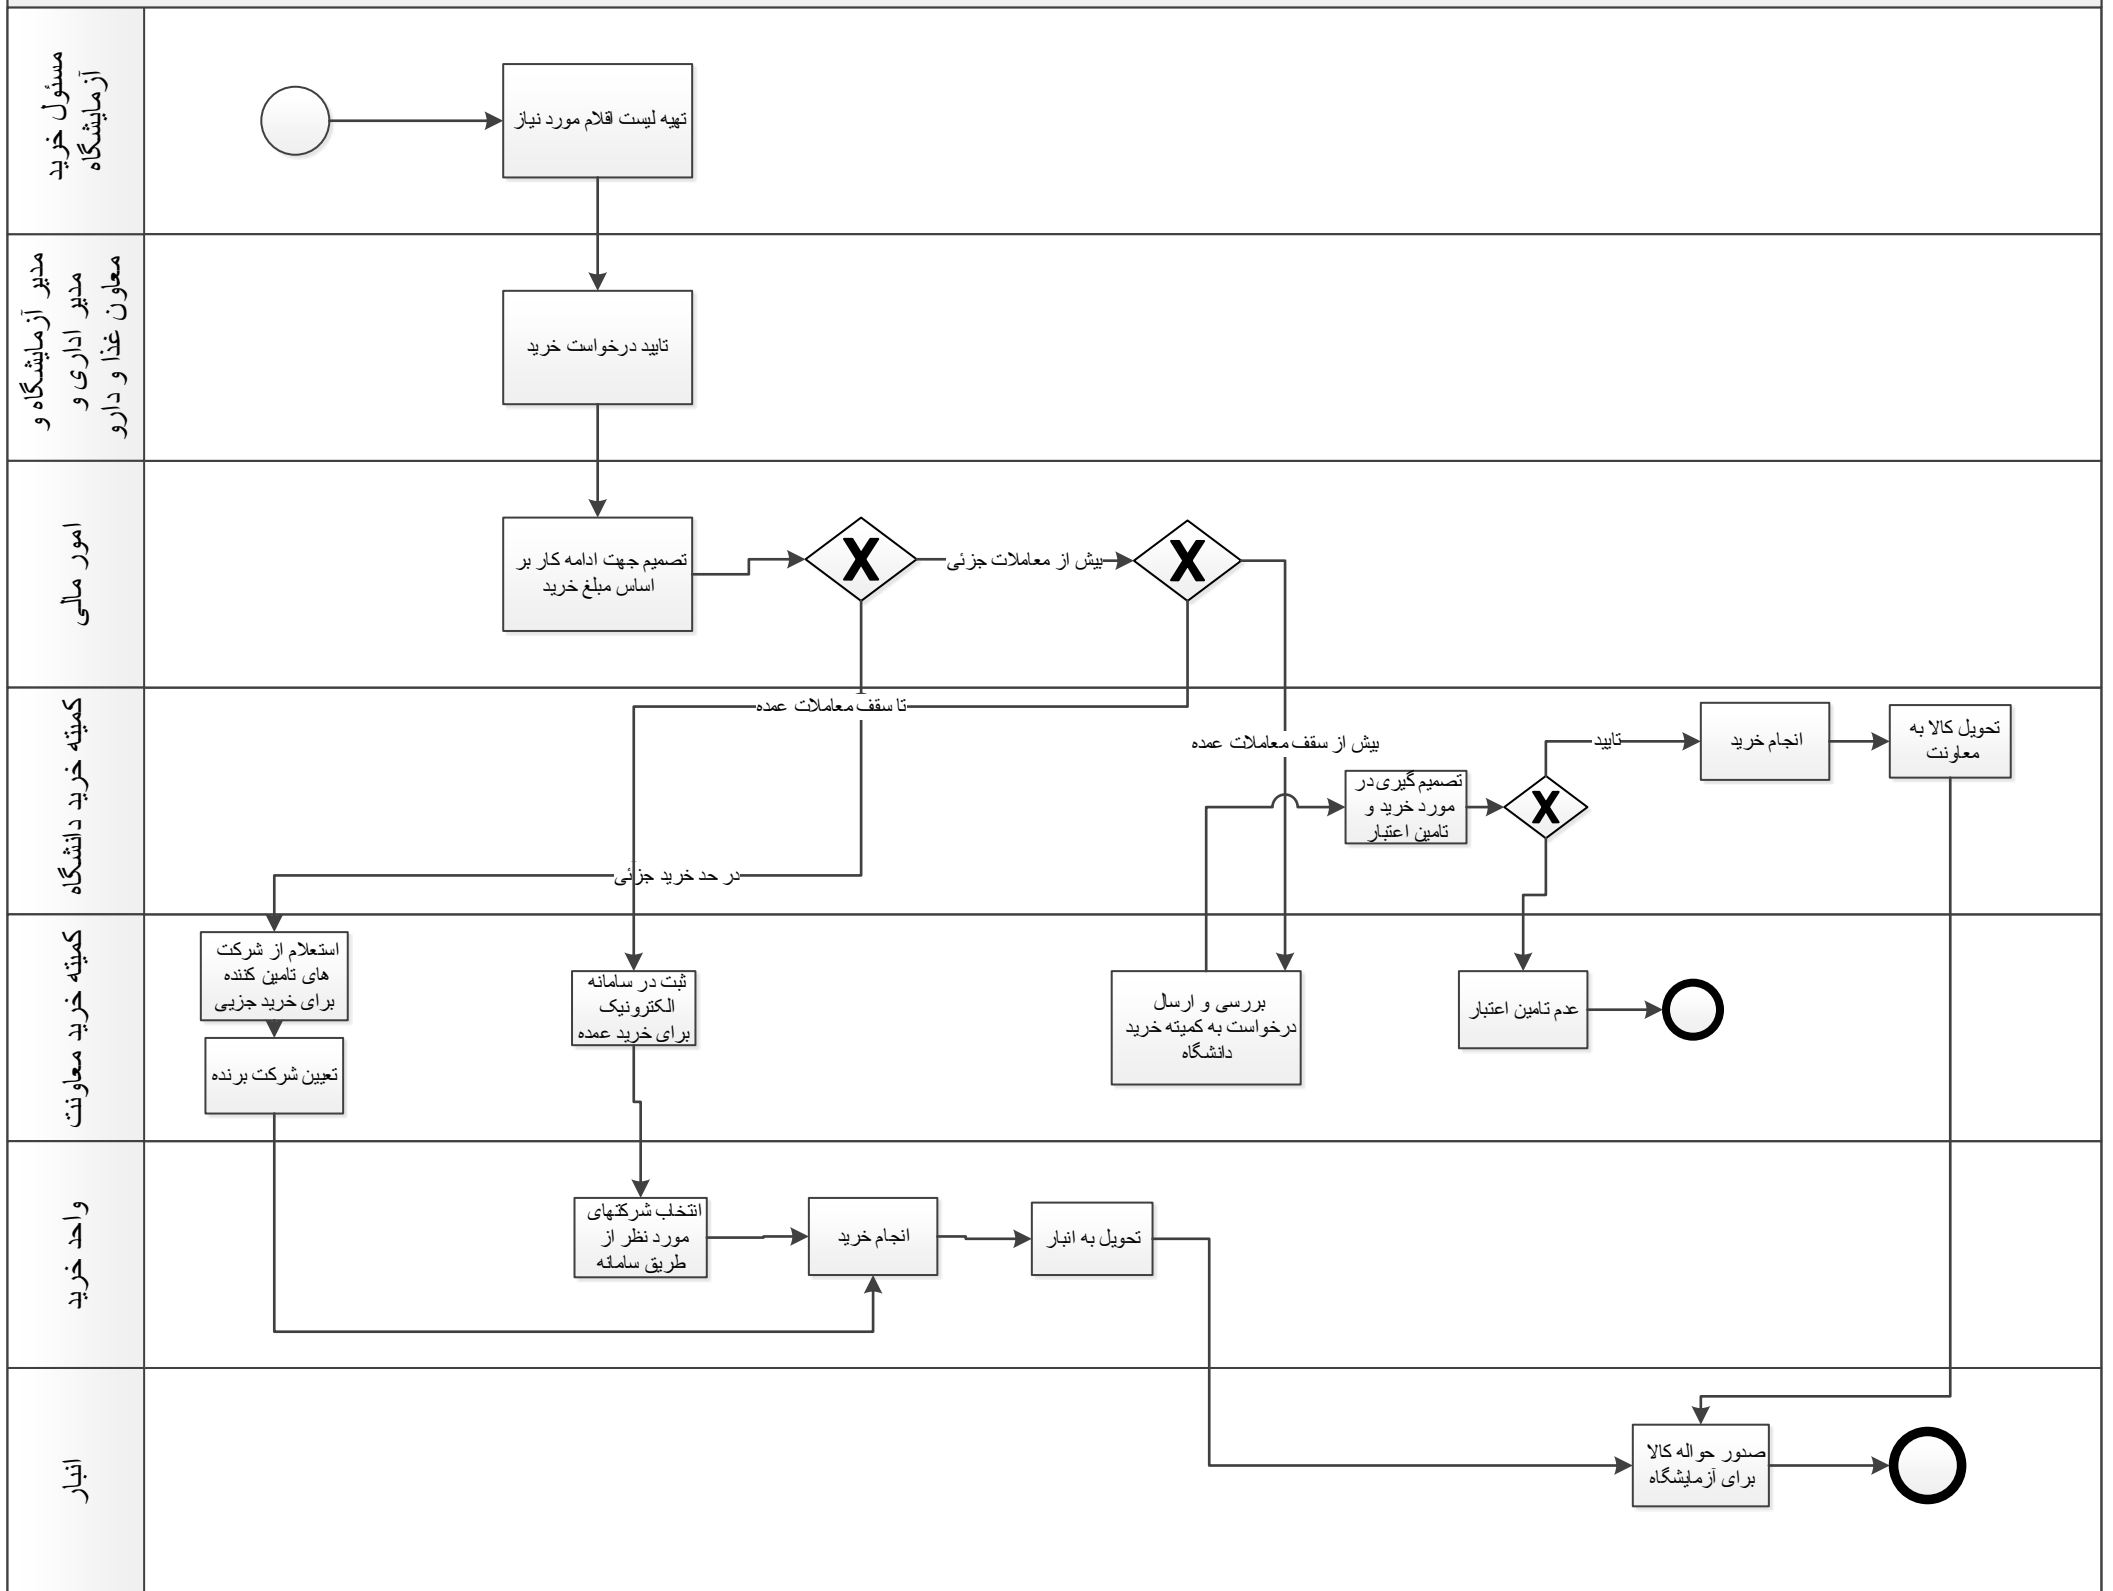 مسئول خرید
آزمایشگاه
تهیه لیست اقلام مورد نیاز
مدیر آزمایشگاه و
مدیر اداری و
معاون غذا و دارو
تایید درخواست خرید
امور مالی
تصمیم جهت ادامه کار بر
اساس مبلغ خرید
بیش از معاملات جزئی
کمیته خرید دانشگاه
تا سقف معاملات عمده
در حد خرید جزئی
بیش از سقف معاملات عمده
تصمیم گیری در
مورد خرید و
تامین اعتبار
تایید
انجام خرید
تحویل کالا به
معاونت
کمیته خرید معاونت
استعلام از شرکت
های تامین کننده
برای خرید جزیی
تعیین شرکت برنده
ثبت در سامانه
الکترونیک
برای خرید عمده
بررسی و ارسال
درخواست به کمیته خرید
دانشگاه
عدم تامین اعتبار
واحد خرید
انتخاب شرکتهای
مورد نظر از
طریق سامانه
انجام خرید
تحویل به انبار
انبار
صدور حواله کالا
برای آزمایشگاه